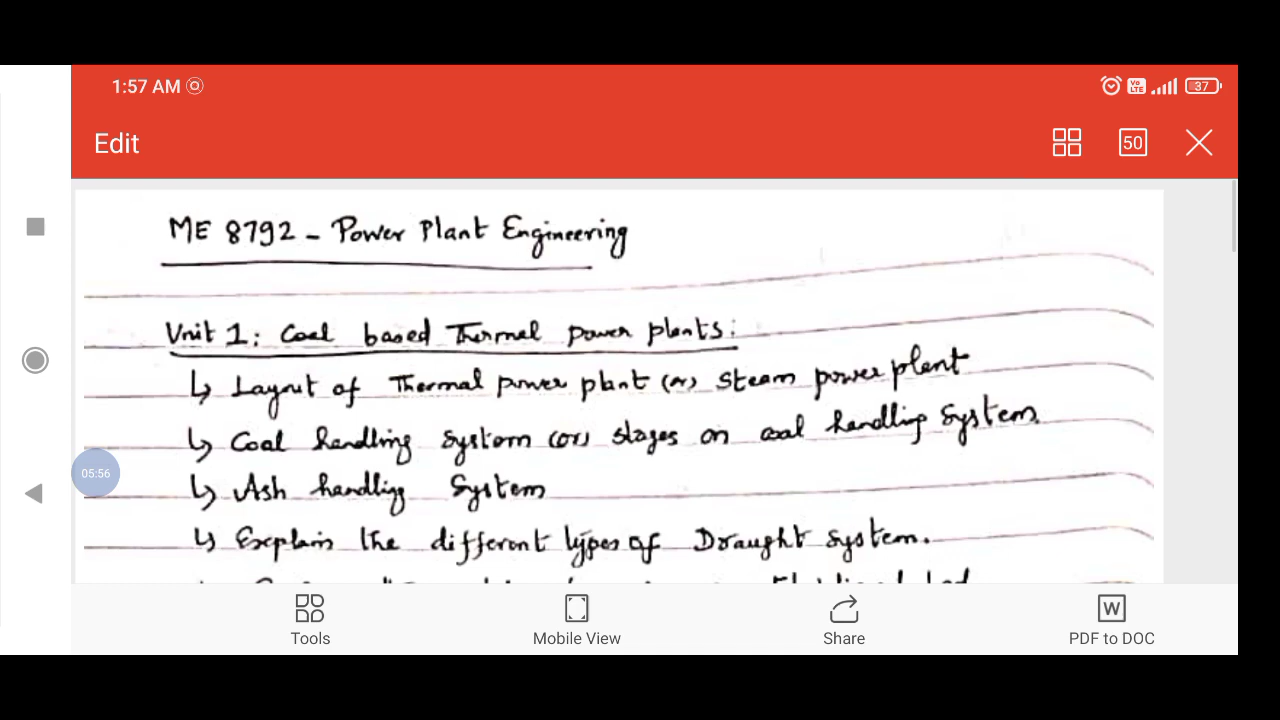 1:57 AM
Vo LTE
37
Edit
50
ME 8792 - Power Plant Engineering
Unit 1: Coal based Thermal power plants:
↳ Layout of Thermal power plant (or) Steam power plant
↳ Coal handling system (or) stages on coal handling system.
↳ Ash handling System
↳ Explain the different types of Draught system.
05:56
Tools
Mobile View
Share
W
PDF to DOC